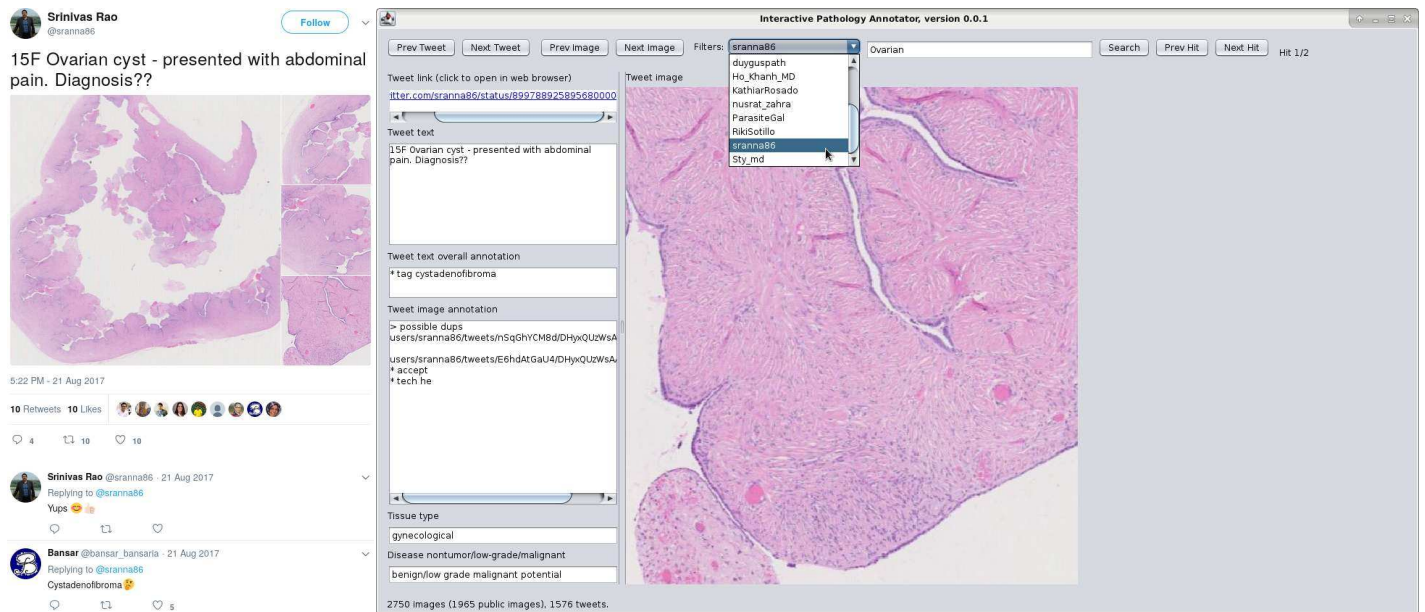 Srinivas Rao
@sranna86
Follow
15F Ovarian cyst - presented with abdominal
pain. Diagnosis??
5:22 PM - 21 Aug 2017
10 Retweets 10 Likes
4 10 10
Srinivas Rao @sranna86 · 21 Aug 2017
Replying to @sranna86
Yups
Bansar @bansar_bansaria · 21 Aug 2017
Replying to @sranna86
Cystadenofibroma
5
Interactive Pathology Annotator, version 0.0.1
Prev Tweet Next Tweet Prev Image Next Image Filters: sranna86 Ovarian Search Prev Hit Next Hit Hit 1/2
duyguspath
Ho_Khanh_MD
KathiarRosado
nusrat_zahra
ParasiteGal
RikiSotillo
sranna86
Sty_md
Tweet link (click to open in web browser)
itter.com/sranna86/status/899788925895680000
Tweet text
15F Ovarian cyst - presented with abdominal
pain. Diagnosis??
Tweet text overall annotation
* tag cystadenofibroma
Tweet image annotation
> possible dups
users/sranna86/tweets/nSqGhYCM8d/DHyxQUzWsA
users/sranna86/tweets/E6hdAtGaU4/DHyxQUzWsA
* accept
* tech he
Tissue type
gynecological
Disease nontumor/low-grade/malignant
benign/low grade malignant potential
Tweet image
2750 images (1965 public images), 1576 tweets.